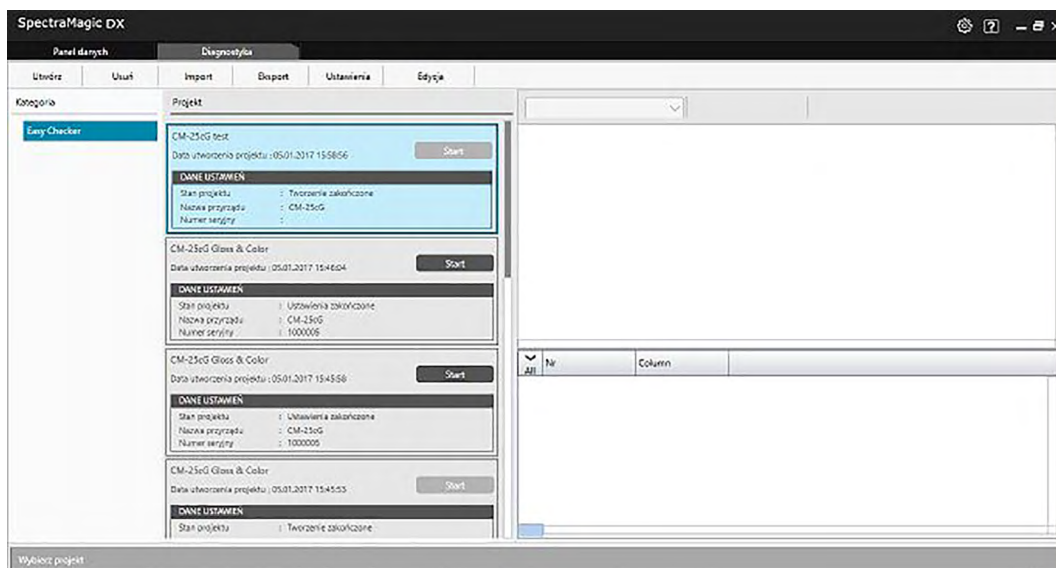 SpectraMagic DX
Panel danych Diagnostyka
Utwórz Usuń Import Eksport Ustawienia Edycja
Kategoria
Easy Checker
Projekt
CM-25cG test
Data utworzenia projektu : 05.01.2017 15:58:56
Start
DANE USTAWIEŃ
Stan projektu : Tworzenie zakończone
Nazwa przyrządu : CM-25cG
Numer seryjny :
CM-25cG Gloss & Color
Data utworzenia projektu : 05.01.2017 15:46:04
Start
DANE USTAWIEŃ
Stan projektu : Ustawienia zakończone
Nazwa przyrządu : CM-25cG
Numer seryjny : 1000005
CM-25cG Gloss & Color
Data utworzenia projektu : 05.01.2017 15:45:58
Start
DANE USTAWIEŃ
Stan projektu : Ustawienia zakończone
Nazwa przyrządu : CM-25cG
Numer seryjny : 1000005
CM-25cG Gloss & Color
Data utworzenia projektu : 05.01.2017 15:45:53
Start
DANE USTAWIEŃ
Stan projektu : Tworzenie zakończone
All Nr Column
Wybierz projekt